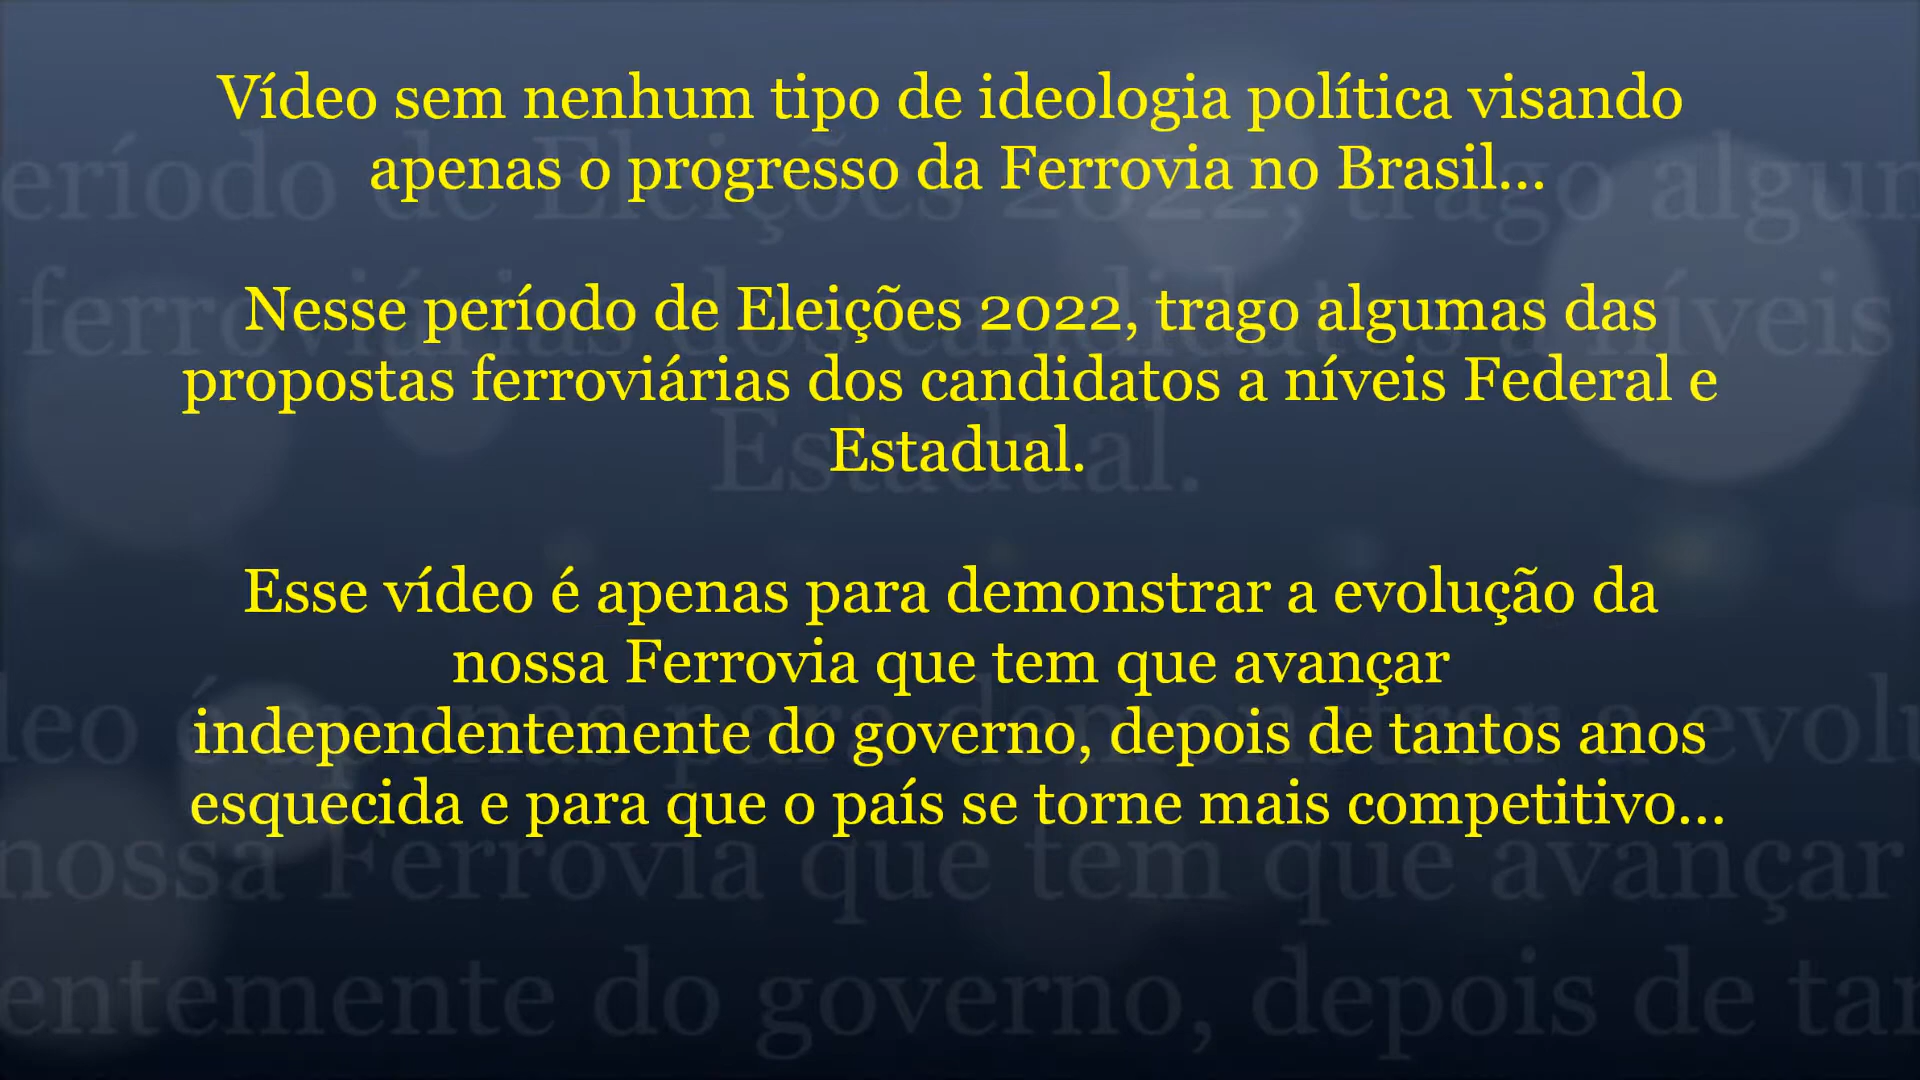 Vídeo sem nenhum tipo de ideologia política visando
apenas o progresso da Ferrovia no Brasil...
Nesse período de Eleições 2022, trago algumas das
propostas ferroviárias dos candidatos a níveis Federal e
Estadual.
Esse vídeo é apenas para demonstrar a evolução da
nossa Ferrovia que tem que avançar
independentemente do governo, depois de tantos anos
esquecida e para que o país se torne mais competitivo...